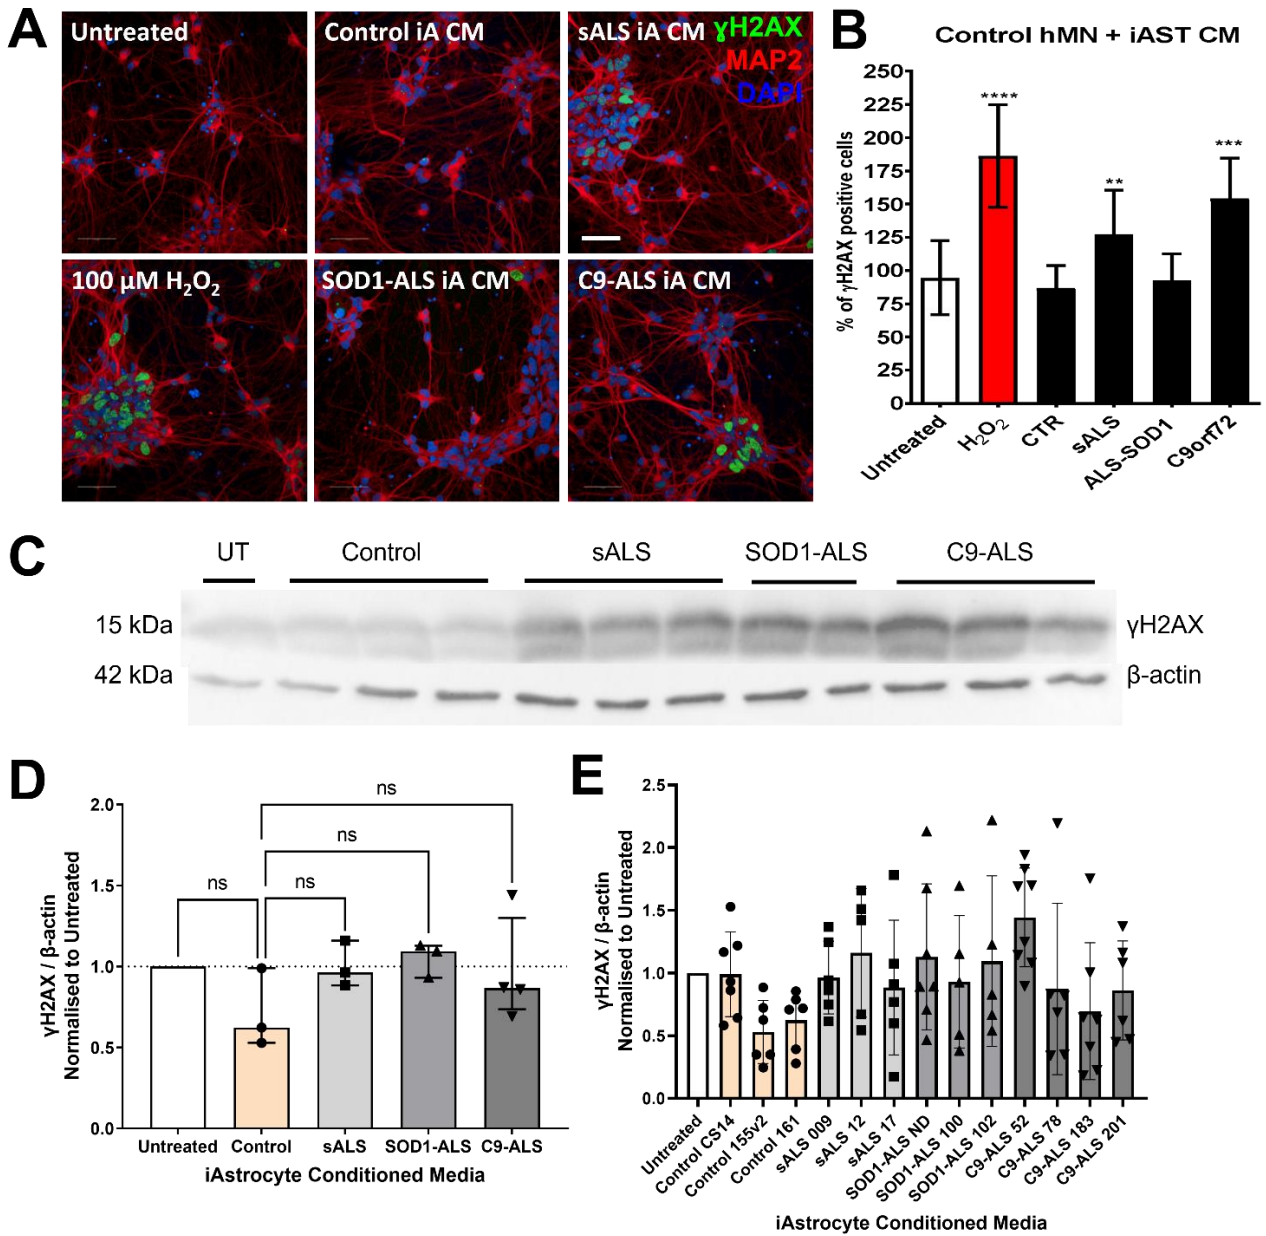 A
Untreated
Control iA CM
sALS iA CM
ɣH2AX
MAP2
DAPI
100 µM H₂O₂
SOD1-ALS iA CM
C9-ALS iA CM
B
Control hMN + iAST CM
% of γH2AX positive cells
250
225
200
175
150
125
100
75
50
25
0
****
**
***
Untreated
H₂O₂
CTR
sALS
ALS-SOD1
C9orf72
C
UT
Control
sALS
SOD1-ALS
C9-ALS
15 kDa
γH2AX
42 kDa
β-actin
D
γH2AX / β-actin
Normalised to Untreated
2.0
1.5
1.0
0.5
0.0
ns
ns
ns
ns
Untreated
Control
sALS
SOD1-ALS
C9-ALS
iAstrocyte Conditioned Media
E
γH2AX / β-actin
Normalised to Untreated
2.5
2.0
1.5
1.0
0.5
0.0
Untreated
Control CS14
Control 155v2
Control 161
sALS 009
sALS 12
sALS 17
SOD1-ALS ND
SOD1-ALS 100
SOD1-ALS 102
C9-ALS 52
C9-ALS 78
C9-ALS 183
C9-ALS 201
iAstrocyte Conditioned Media